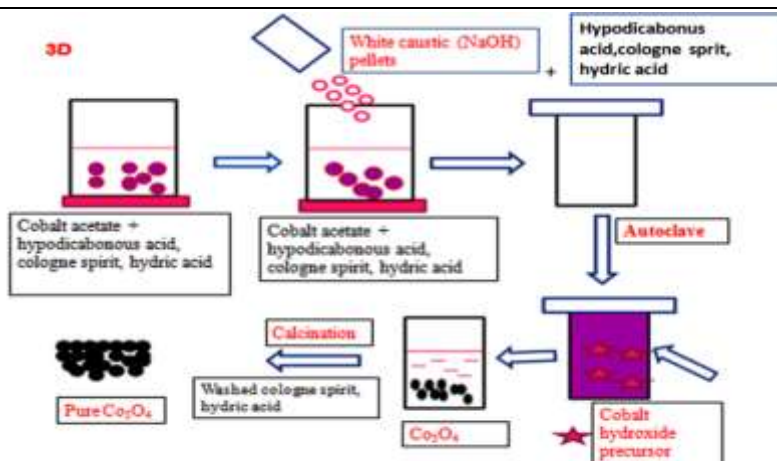 3D
White caustic (NaOH)
pellets
+
Hypodicabonus
acid,cologne sprit,
hydric acid
Cobalt acetate +
hypodicabonous acid,
cologne spirit, hydric acid
Cobalt acetate +
hypodicabonous acid,
cologne spirit, hydric acid
Autoclave
Calcination
Washed cologne spirit,
hydric acid
Pure Co₃O₄
Co₃O₄
Cobalt
hydroxide
precursor